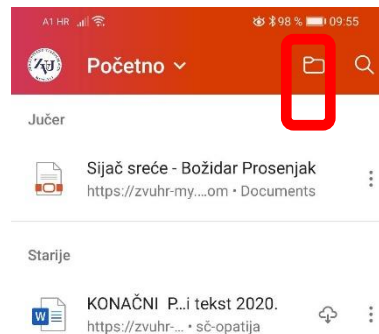 A1 HR 98 % 09:55
Početno
Jučer
Sijač sreće - Božidar Prosenjak
https://zvuhr-my....om • Documents
Starije
KONAČNI P...i tekst 2020.
https://zvuhr-... • sč-opatija